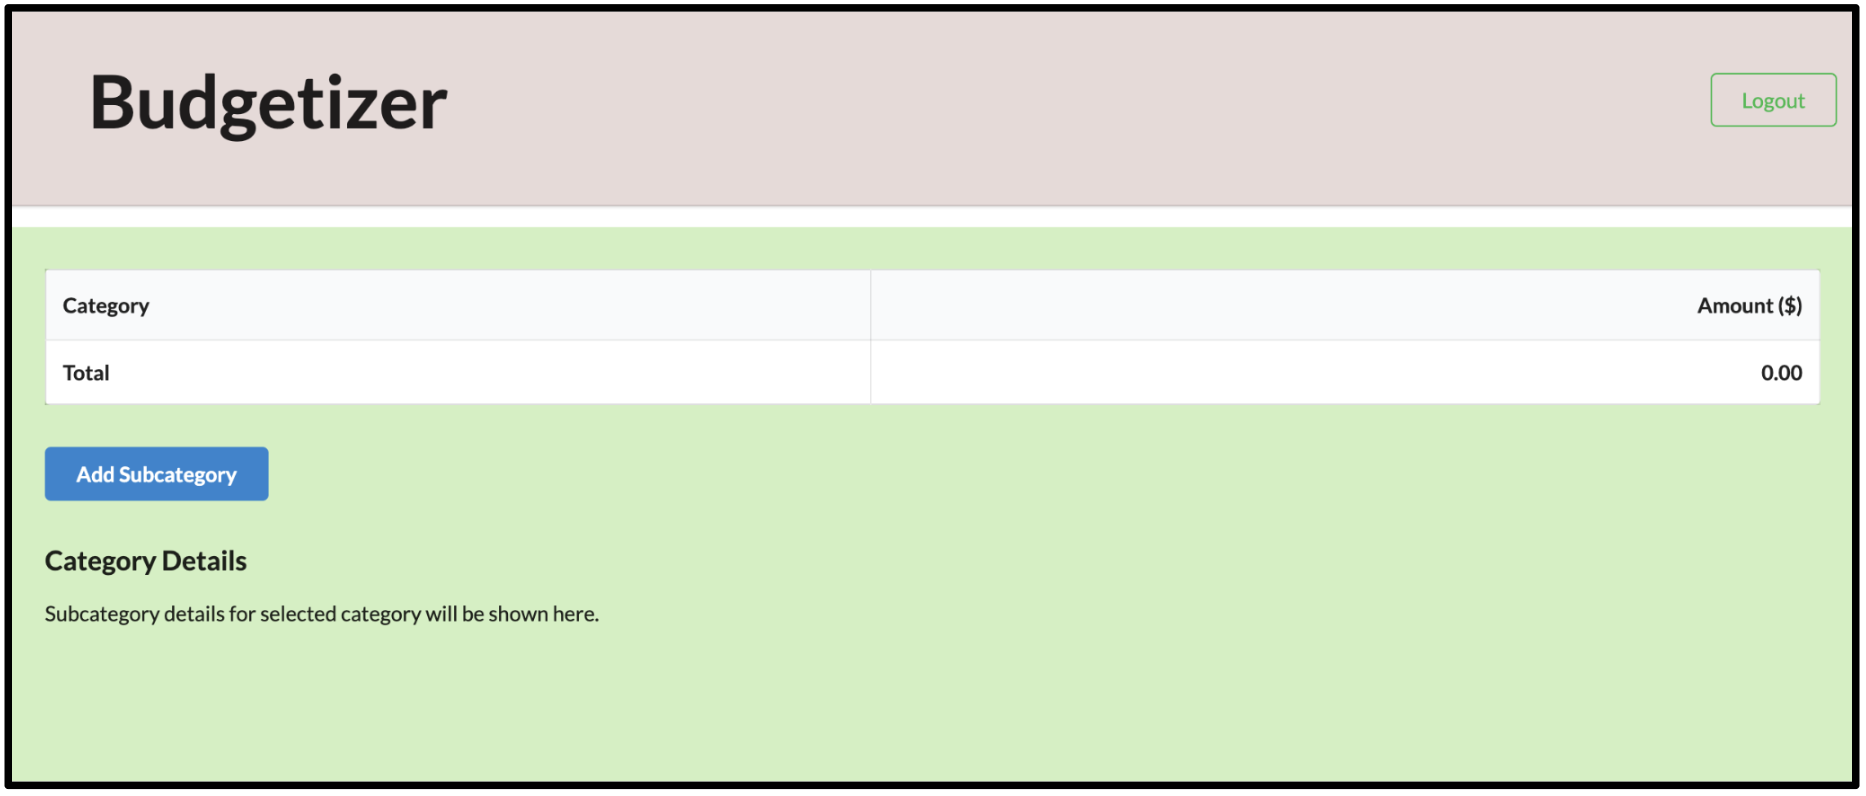 Budgetizer
Logout
Category Amount ($)
Total 0.00
Add Subcategory
Category Details
Subcategory details for selected category will be shown here.